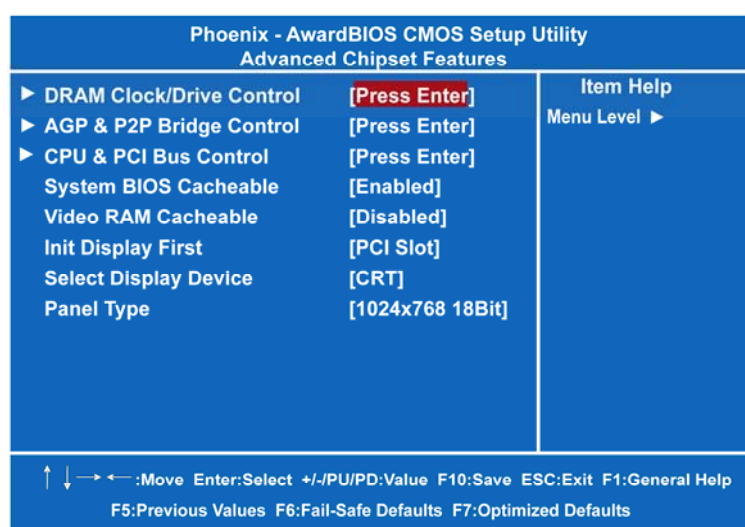 Phoenix - AwardBIOS CMOS Setup Utility
Advanced Chipset Features
▶ DRAM Clock/Drive Control [Press Enter]
▶ AGP & P2P Bridge Control [Press Enter]
▶ CPU & PCI Bus Control [Press Enter]
System BIOS Cacheable [Enabled]
Video RAM Cacheable [Disabled]
Init Display First [PCI Slot]
Select Display Device [CRT]
Panel Type [1024x768 18Bit]
Item Help
Menu Level ▶
↑ ↓ → ← :Move Enter:Select +/-/PU/PD:Value F10:Save ESC:Exit F1:General Help
F5:Previous Values F6:Fail-Safe Defaults F7:Optimized Defaults